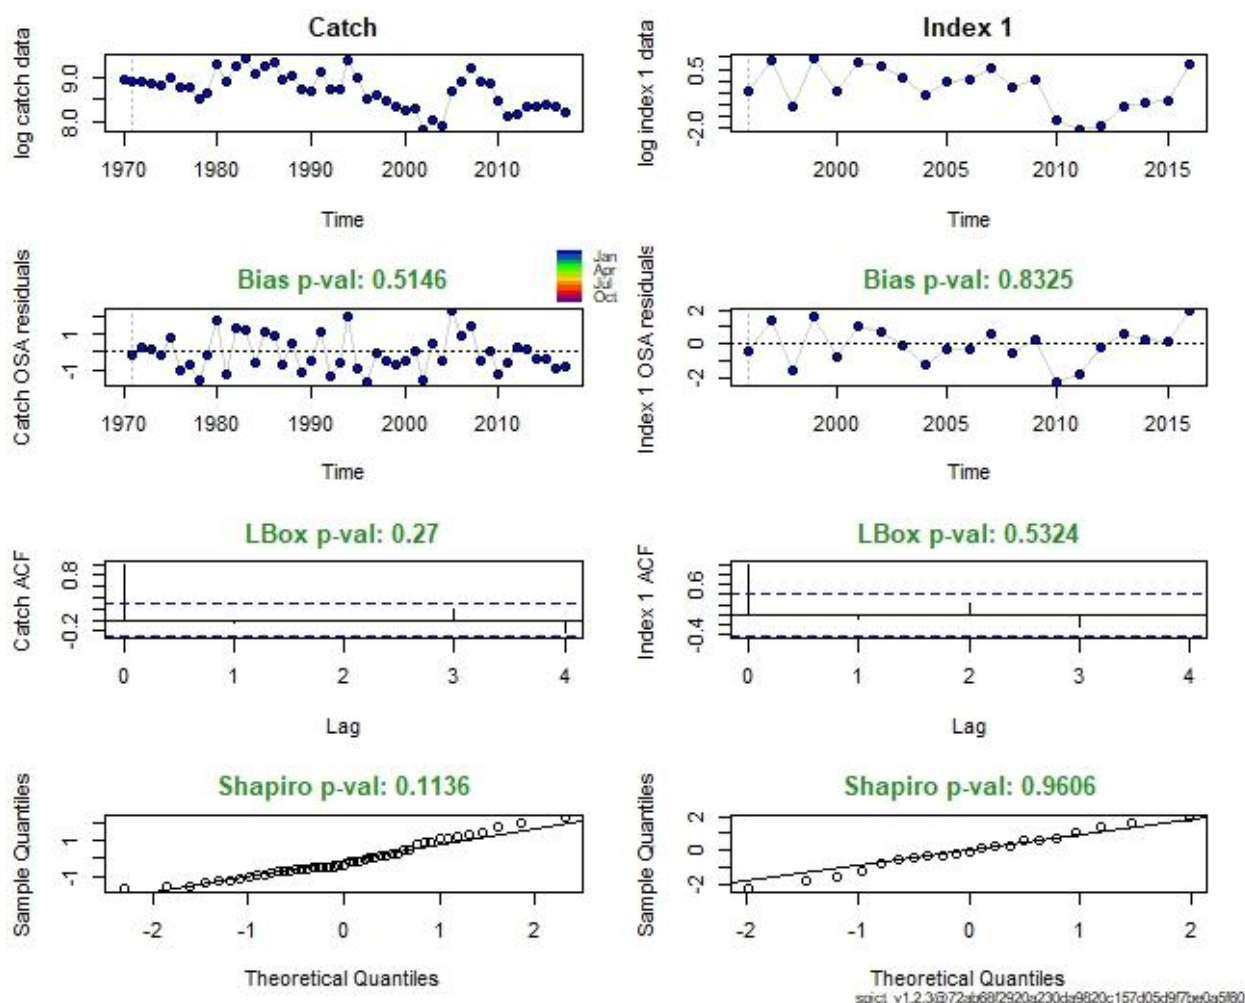 Catch
log catch data
9.0
8.0
1970 1980 1990 2000 2010
Time
Index 1
log index 1 data
0.5
-2.0
2000 2005 2010 2015
Time
Bias p-val: 0.5146
Jan
Apr
Jul
Oct
Catch OSA residuals
1
-1
1970 1980 1990 2000 2010
Time
Bias p-val: 0.8325
Index 1 OSA residuals
2
0
-2
2000 2005 2010 2015
Time
LBox p-val: 0.27
Catch ACF
0.8
-0.2
0 1 2 3 4
Lag
LBox p-val: 0.5324
Index 1 ACF
0.6
-0.4
0 1 2 3 4
Lag
Shapiro p-val: 0.1136
Sample Quantiles
1
-1
-2 -1 0 1 2
Theoretical Quantiles
Shapiro p-val: 0.9606
Sample Quantiles
2
0
-2
-2 -1 0 1 2
Theoretical Quantiles